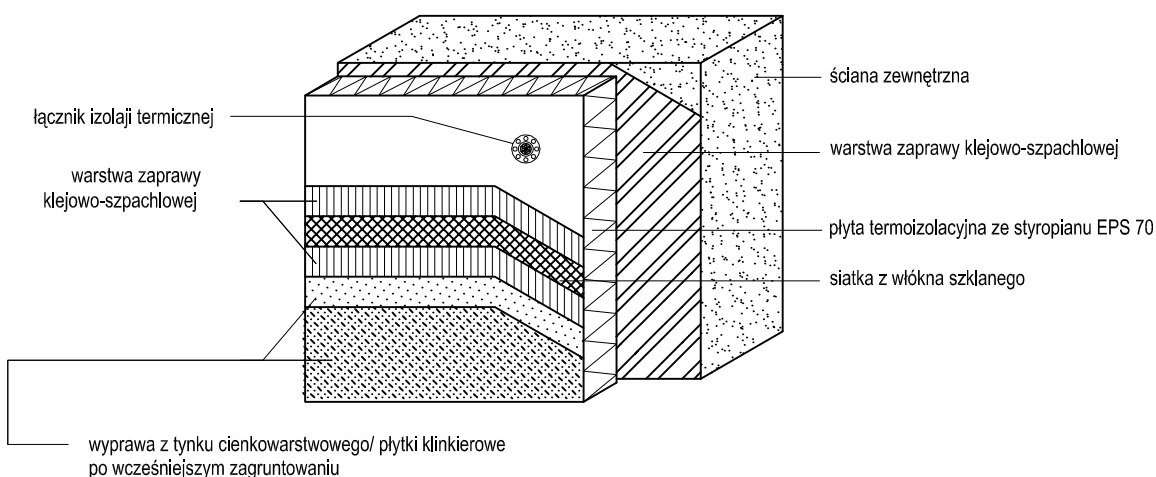 ściana zewnętrzna
łącznik izolaji termicznej
warstwa zaprawy klejowo-szpachlowej
warstwa zaprawy
klejowo-szpachlowej
płyta termoizolacyjna ze styropianu EPS 70
siatka z włókna szklanego
wyprawa z tynku cienkowarstwowego/ płytki klinkierowe
po wcześniejszym zagruntowaniu